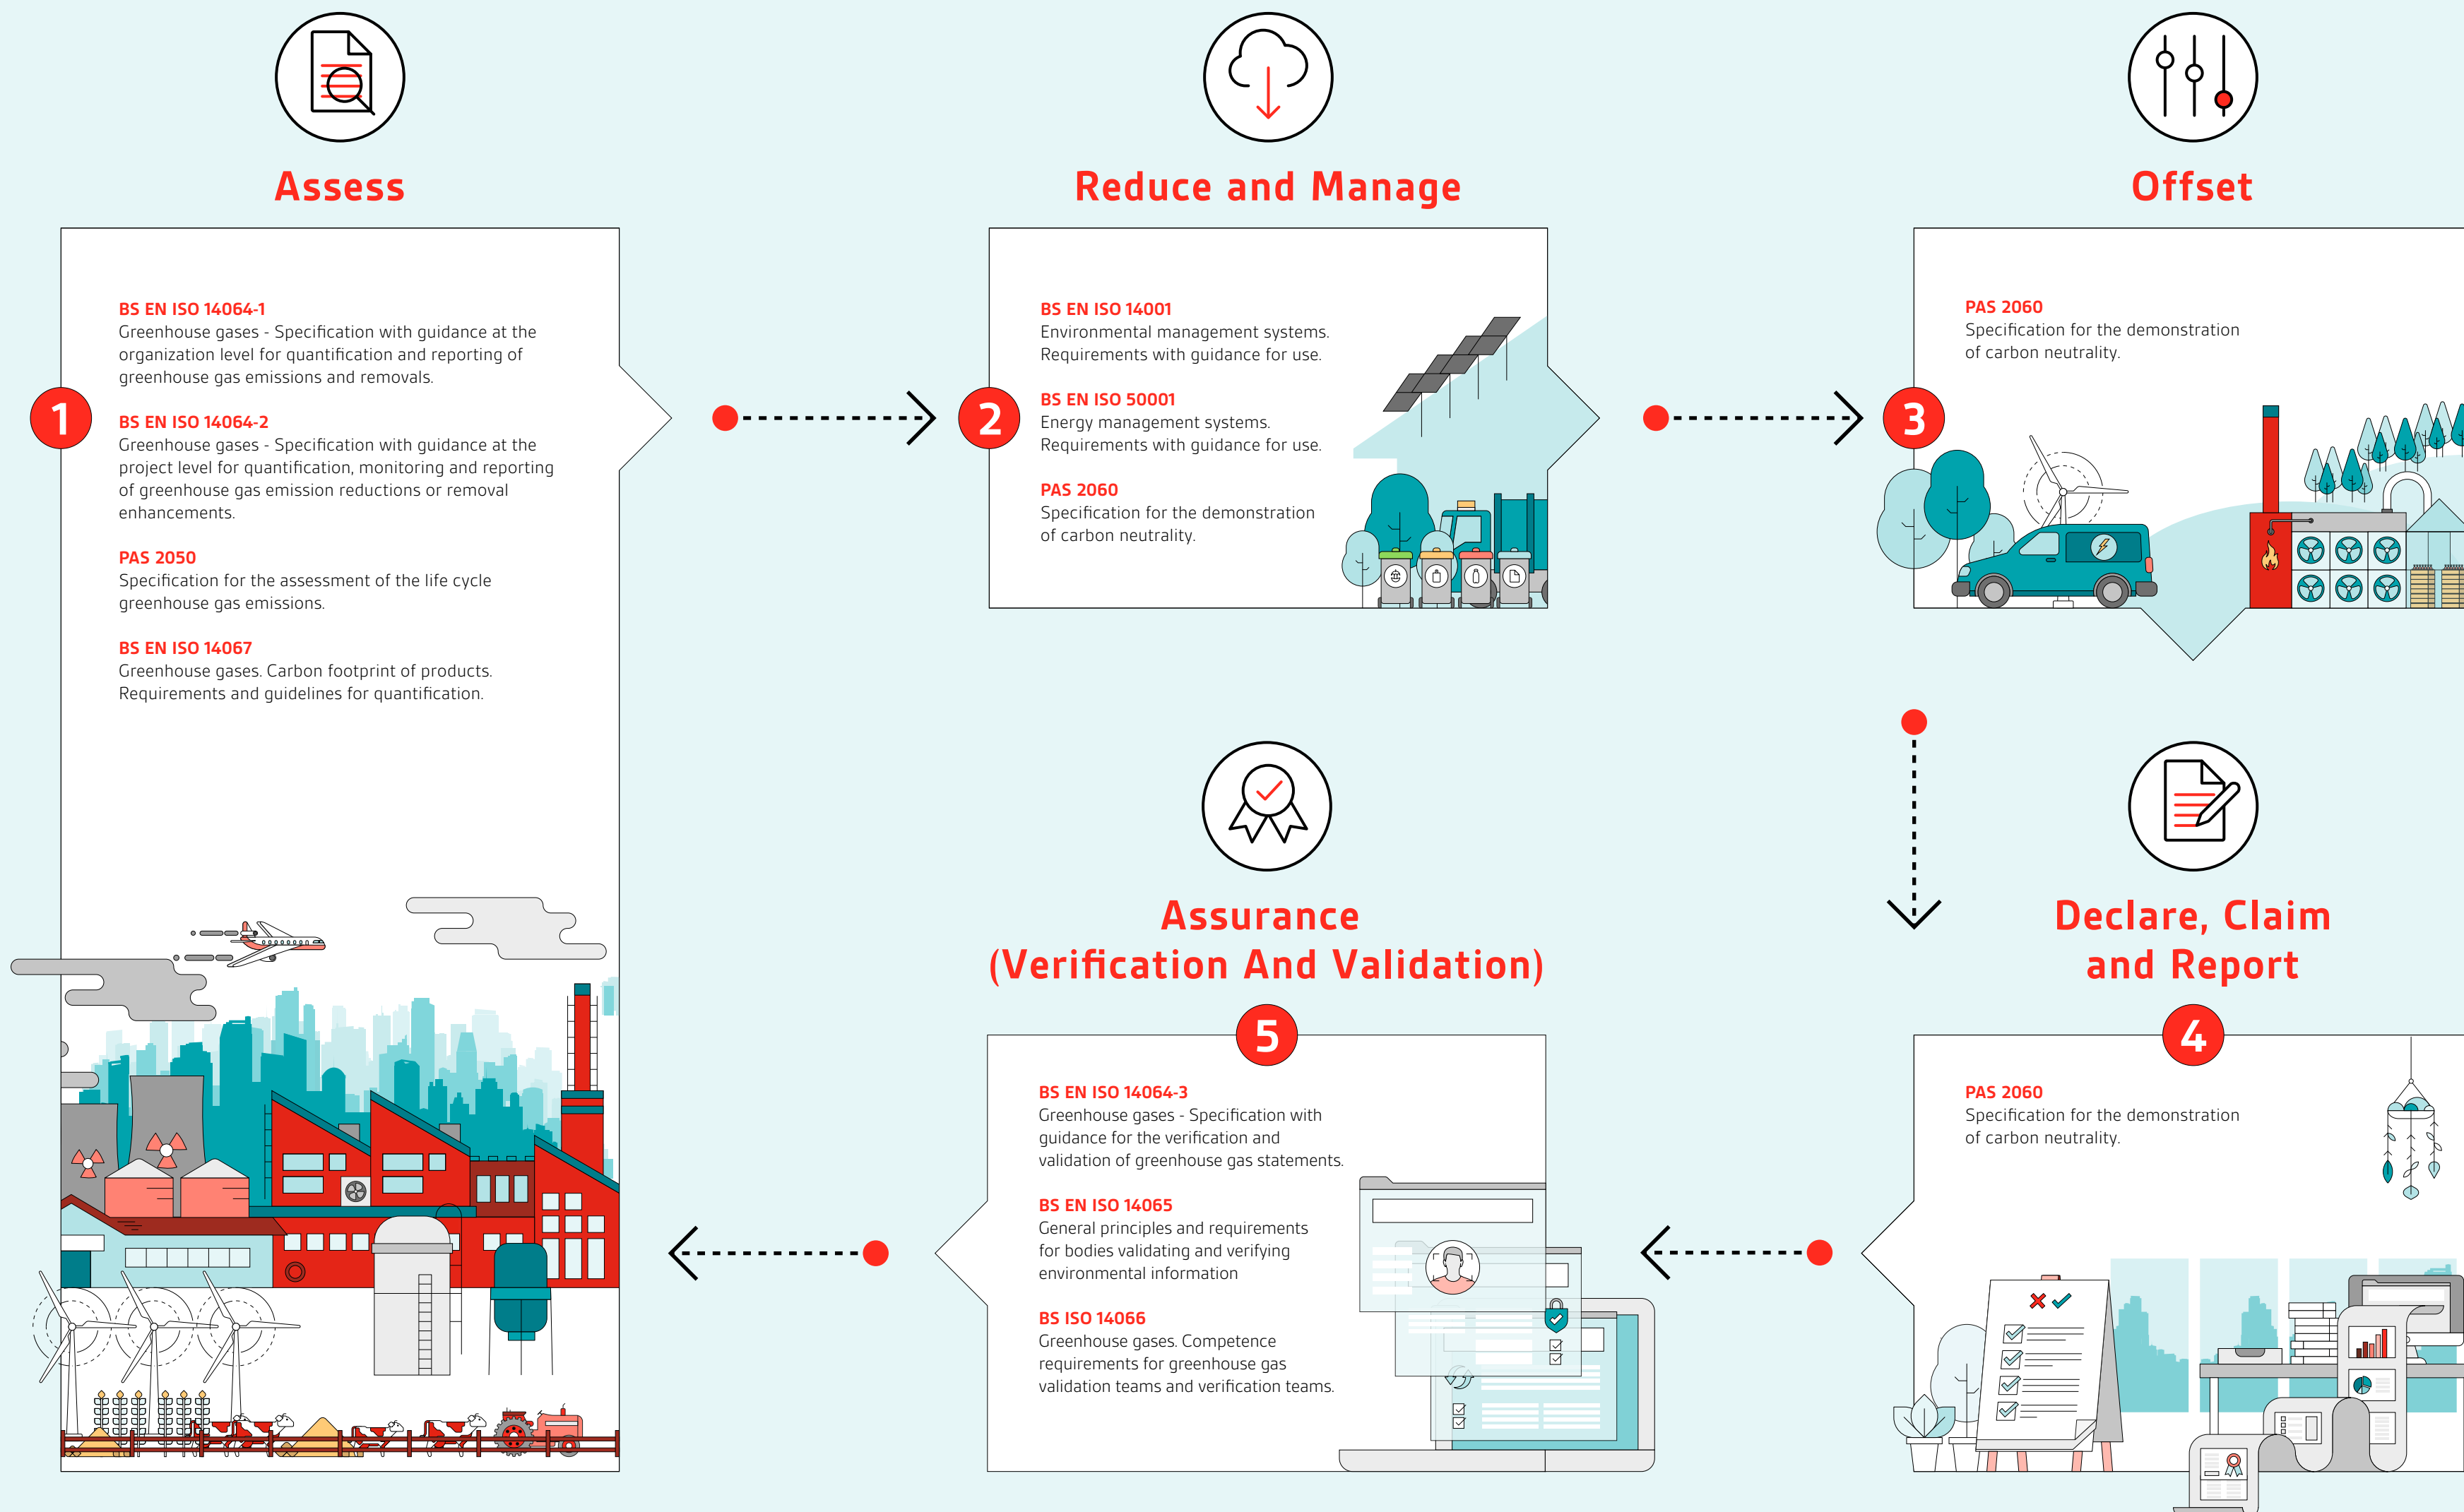 Assess
1
BS EN ISO 14064-1
Greenhouse gases - Specification with guidance at the
organization level for quantification and reporting of
greenhouse gas emissions and removals.
BS EN ISO 14064-2
Greenhouse gases - Specification with guidance at the
project level for quantification, monitoring and reporting
of greenhouse gas emission reductions or removal
enhancements.
PAS 2050
Specification for the assessment of the life cycle
greenhouse gas emissions.
BS EN ISO 14067
Greenhouse gases. Carbon footprint of products.
Requirements and guidelines for quantification.
Reduce and Manage
2
BS EN ISO 14001
Environmental management systems.
Requirements with guidance for use.
BS EN ISO 50001
Energy management systems.
Requirements with guidance for use.
PAS 2060
Specification for the demonstration
of carbon neutrality.
Offset
3
PAS 2060
Specification for the demonstration
of carbon neutrality.
Declare, Claim
and Report
4
PAS 2060
Specification for the demonstration
of carbon neutrality.
Assurance
(Verification And Validation)
5
BS EN ISO 14064-3
Greenhouse gases - Specification with
guidance for the verification and
validation of greenhouse gas statements.
BS EN ISO 14065
General principles and requirements
for bodies validating and verifying
environmental information
BS ISO 14066
Greenhouse gases. Competence
requirements for greenhouse gas
validation teams and verification teams.